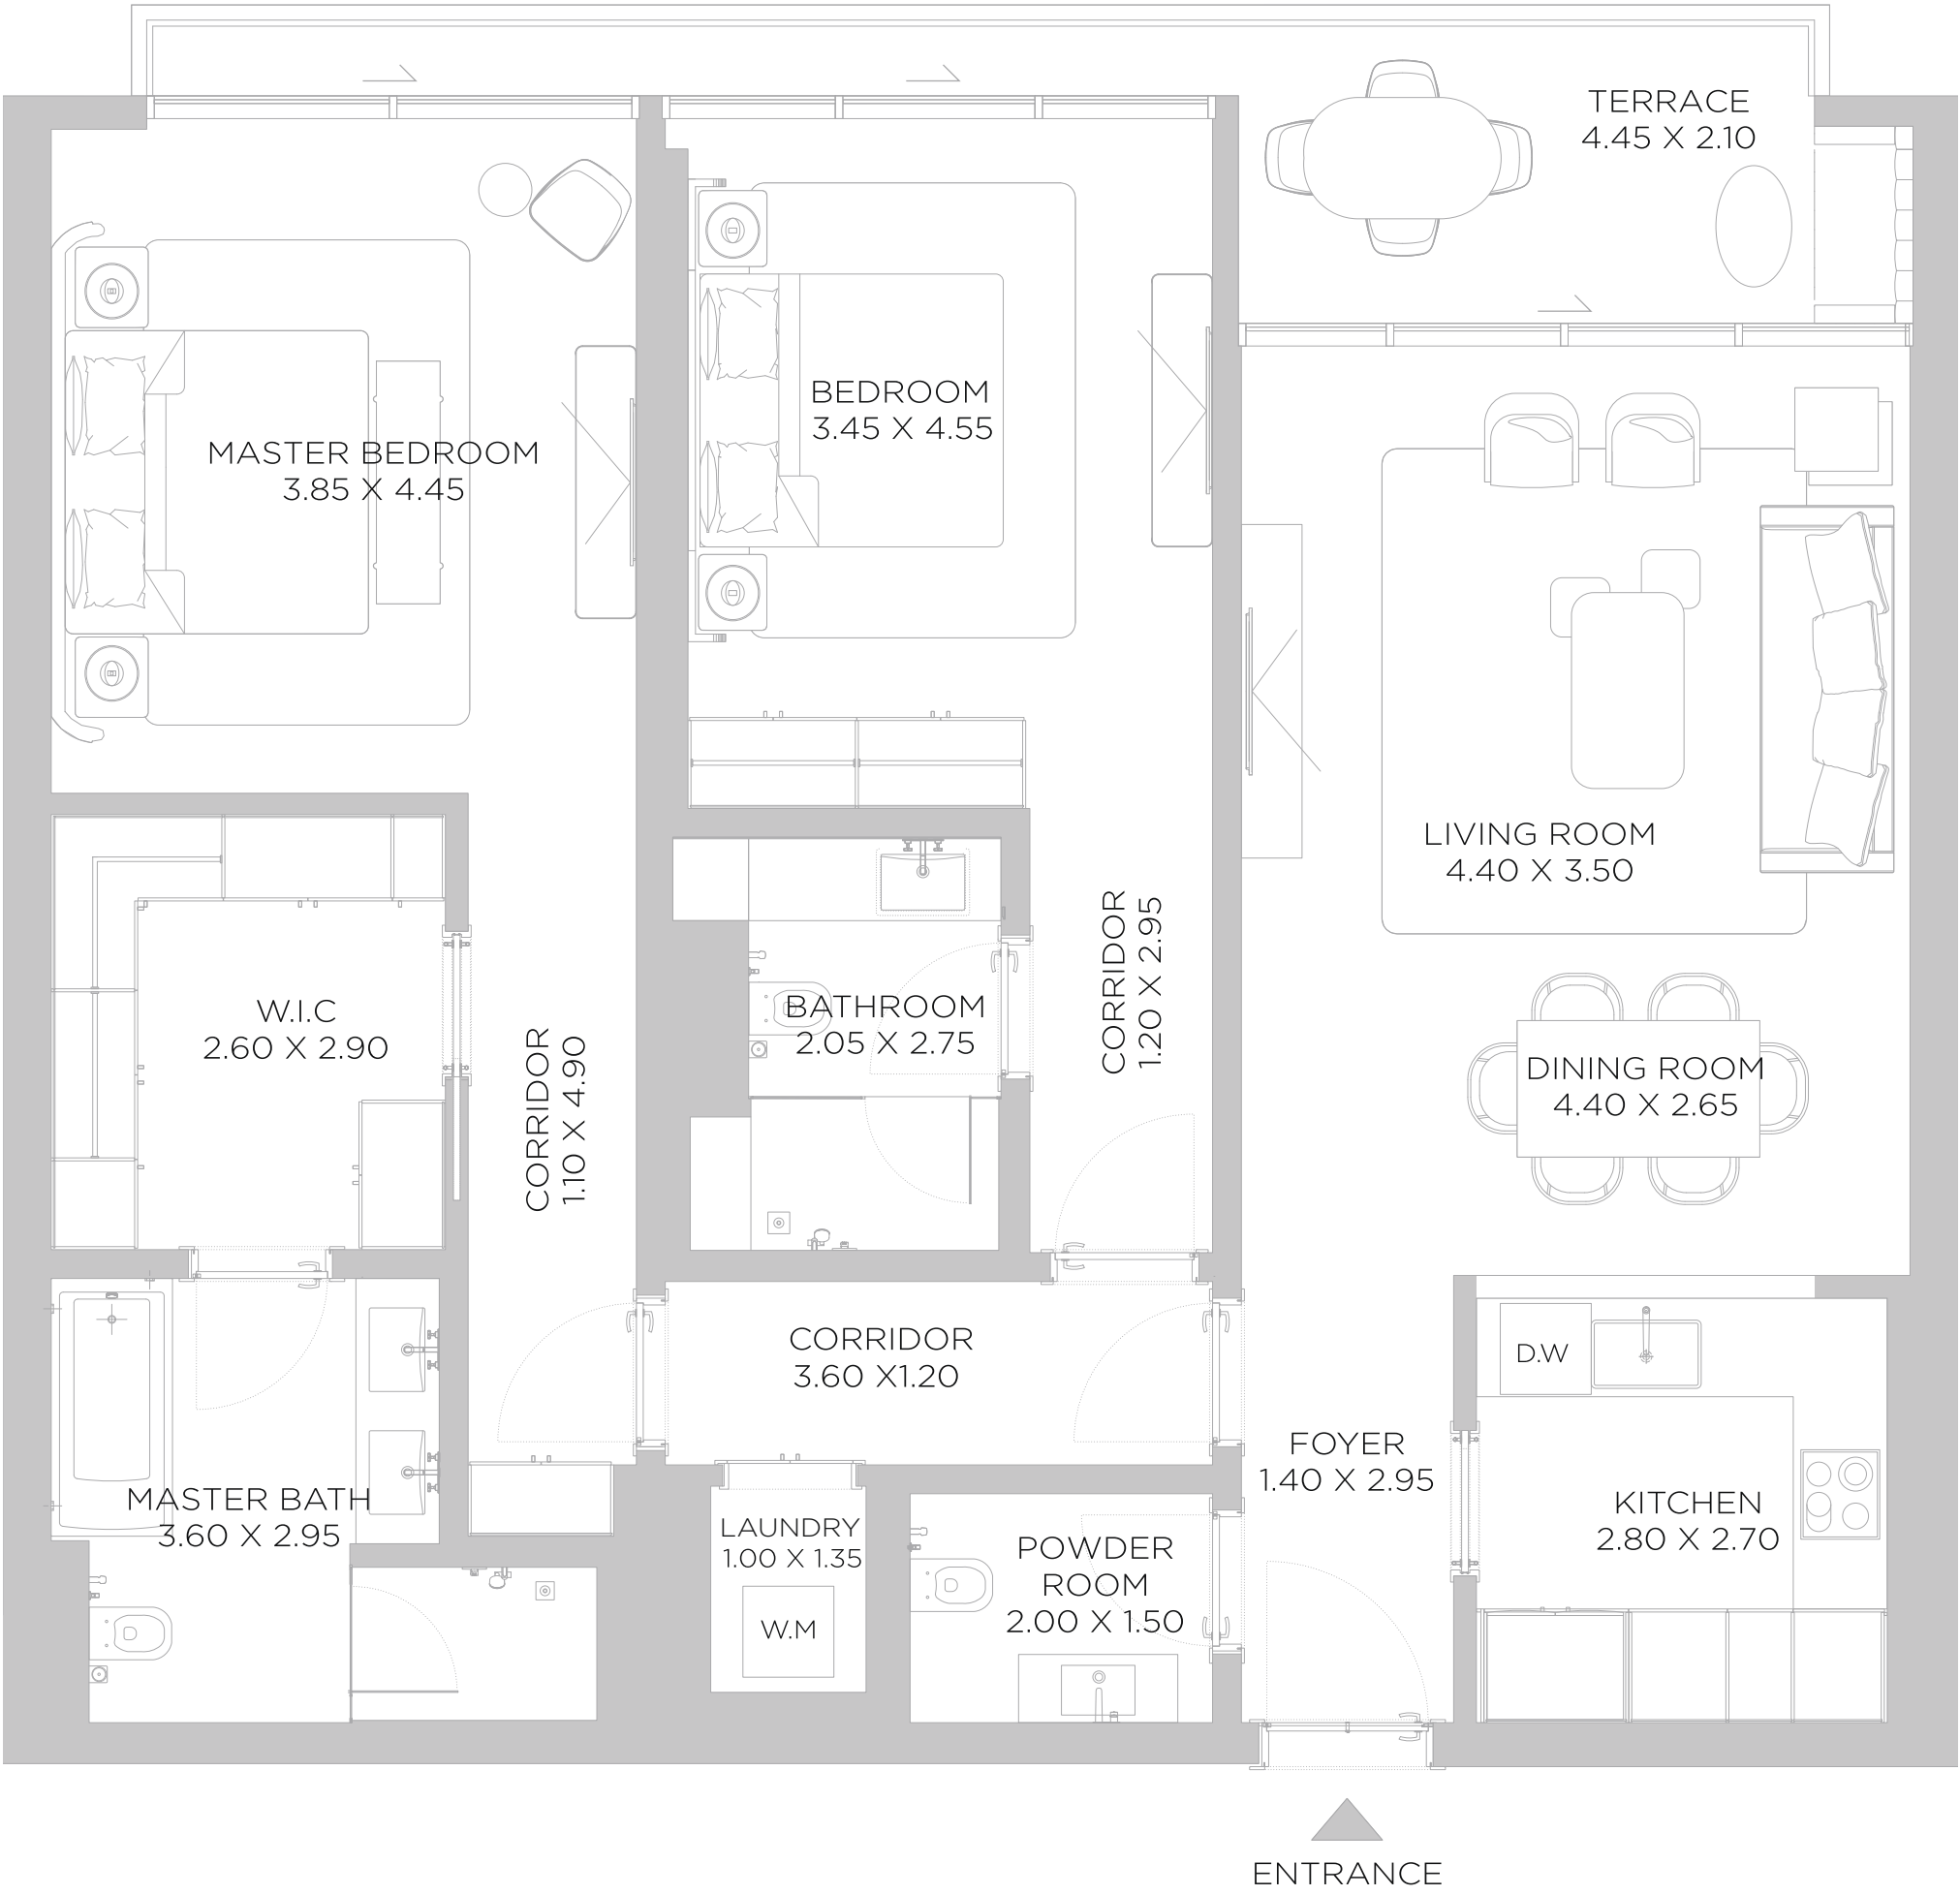 TERRACE
4.45 X 2.10
BEDROOM
3.45 X 4.55
MASTER BEDROOM
3.85 X 4.45
LIVING ROOM
4.40 X 3.50
CORRIDOR
1.20 X 2.95
W.I.C
2.60 X 2.90
BATHROOM
2.05 X 2.75
CORRIDOR
1.10 X 4.90
DINING ROOM
4.40 X 2.65
CORRIDOR
3.60 X1.20
D.W
FOYER
1.40 X 2.95
MASTER BATH
3.60 X 2.95
KITCHEN
2.80 X 2.70
LAUNDRY
1.00 X 1.35
W.M
POWDER
ROOM
2.00 X 1.50
ENTRANCE